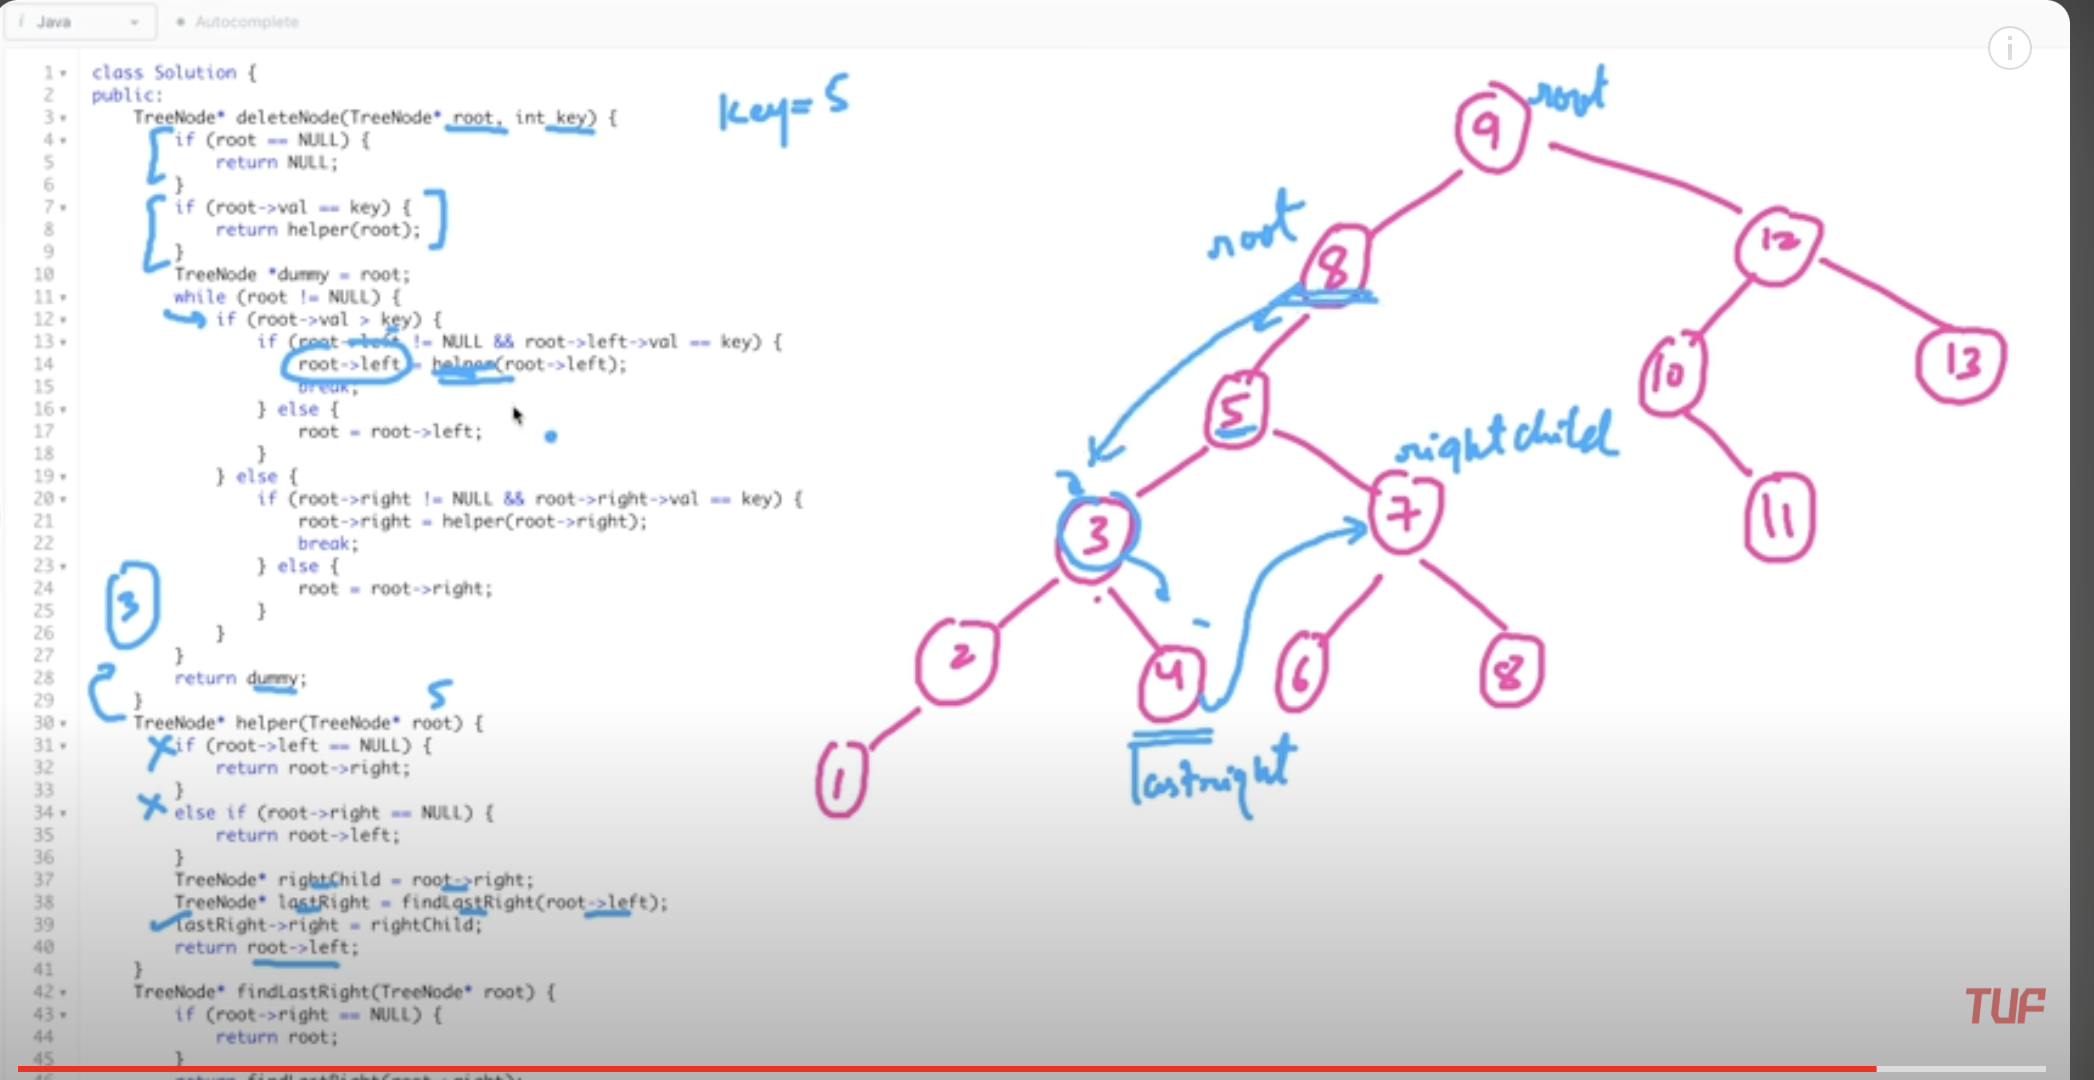 i Java
Autocomplete
1 class Solution {
2 public:
3 TreeNode* deleteNode(TreeNode* root, int key) {
4 if (root == NULL) {
5 return NULL;
6 }
7 if (root->val == key) {
8 return helper(root);
9 }
10 TreeNode *dummy = root;
11 while (root != NULL) {
12 if (root->val > key) {
13 if (root->left != NULL && root->left->val == key) {
14 root->left = helper(root->left);
15 break;
16 } else {
17 root = root->left;
18 }
19 } else {
20 if (root->right != NULL && root->right->val == key) {
21 root->right = helper(root->right);
22 break;
23 } else {
24 root = root->right;
25 }
26 }
27 }
28 return dummy;
29 }
30 TreeNode* helper(TreeNode* root) {
31 if (root->left == NULL) {
32 return root->right;
33 }
34 else if (root->right == NULL) {
35 return root->left;
36 }
37 TreeNode* rightChild = root->right;
38 TreeNode* lastRight = findLastRight(root->left);
39 lastRight->right = rightChild;
40 return root->left;
41 }
42 TreeNode* findLastRight(TreeNode* root) {
43 if (root->right == NULL) {
44 return root;
45 }
key=5
3
5
9 root
root
8
12
5
10
13
rightchild
3
7
11
2
4
6
8
1
lastright
TUF
i